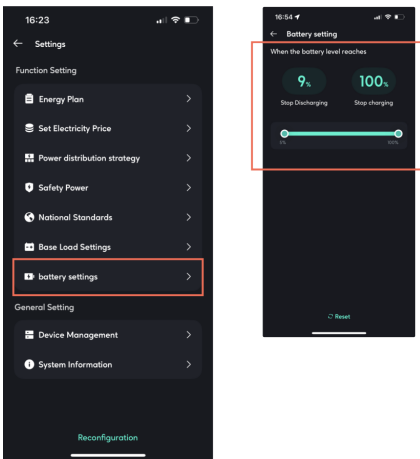 16:23
Settings
Function Setting
Energy Plan
Set Electricity Price
Power distribution strategy
Safety Power
National Standards
Base Load Settings
battery settings
General Setting
Device Management
System Information
Reconfiguration
16:54
Battery setting
When the battery level reaches
9% 100%
Stop Discharging Stop charging
5% 100%
Reset